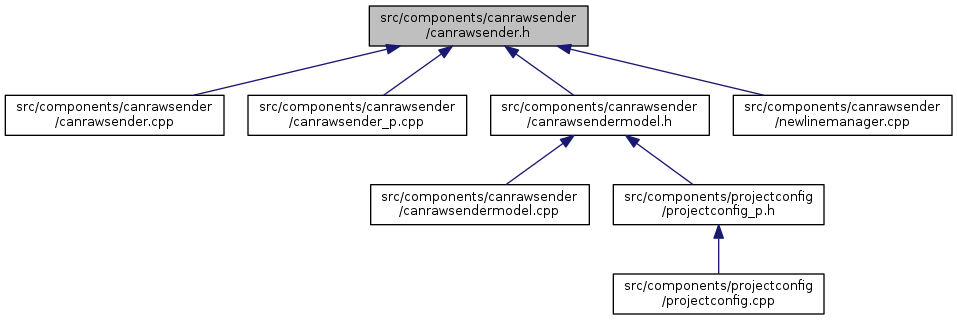 src/components/canrawsender
/canrawsender.h
src/components/canrawsender
/canrawsender.cpp
src/components/canrawsender
/canrawsender_p.cpp
src/components/canrawsender
/canrawsendermodel.h
src/components/canrawsender
/newlinemanager.cpp
src/components/canrawsender
/canrawsendermodel.cpp
src/components/projectconfig
/projectconfig_p.h
src/components/projectconfig
/projectconfig.cpp